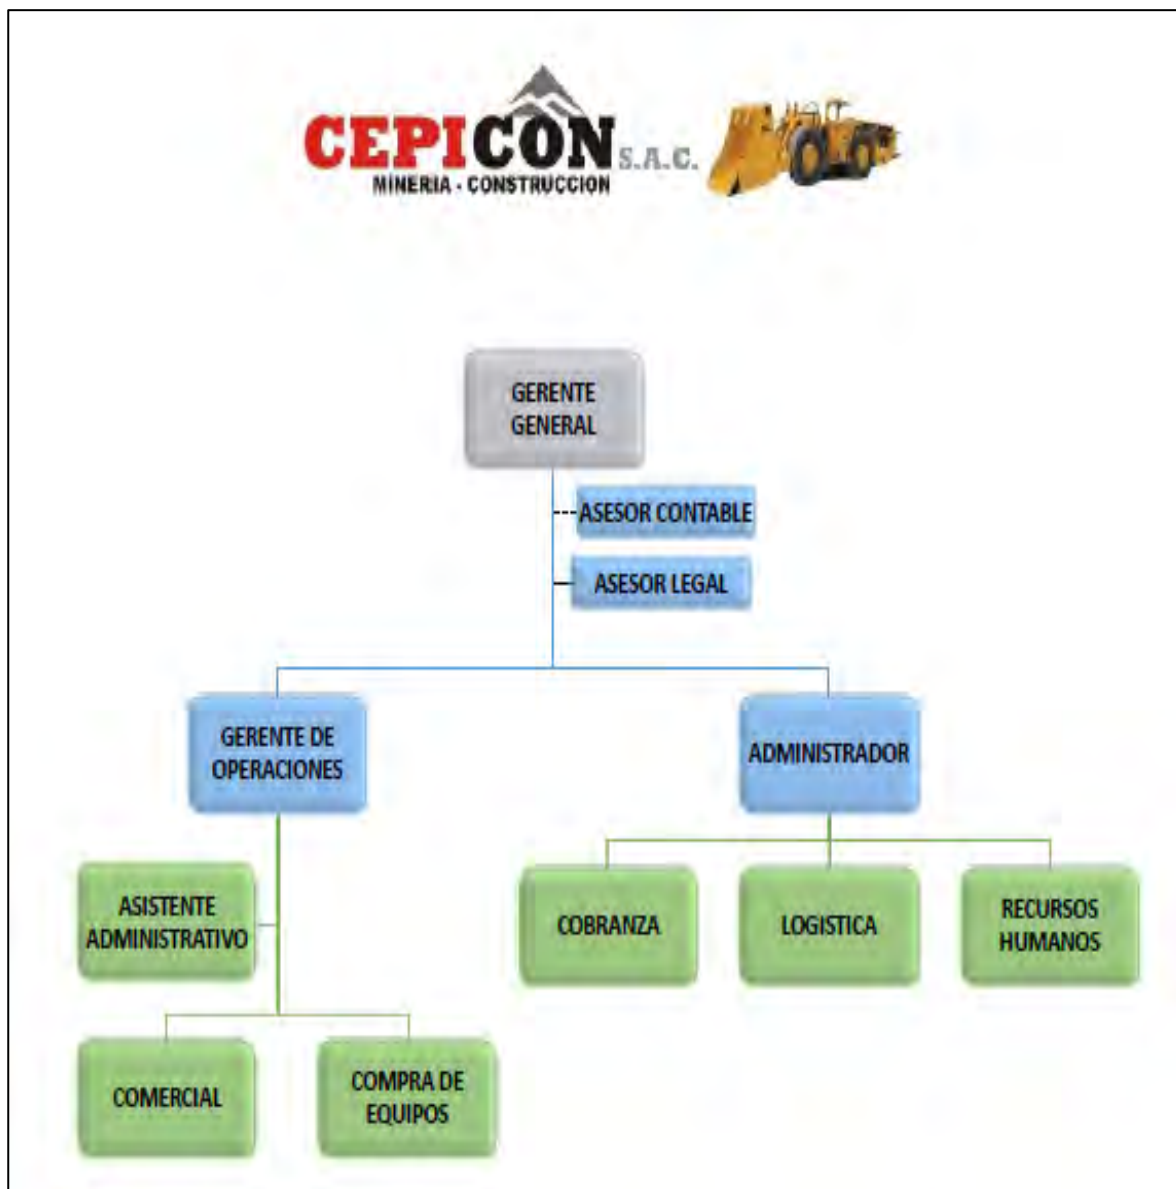 CEPICON S.A.C.
MINERIA - CONSTRUCCION
GERENTE
GENERAL
ASESOR CONTABLE
ASESOR LEGAL
GERENTE DE
OPERACIONES
ADMINISTRADOR
ASISTENTE
ADMINISTRATIVO
COBRANZA
LOGISTICA
RECURSOS
HUMANOS
COMERCIAL
COMPRA DE
EQUIPOS